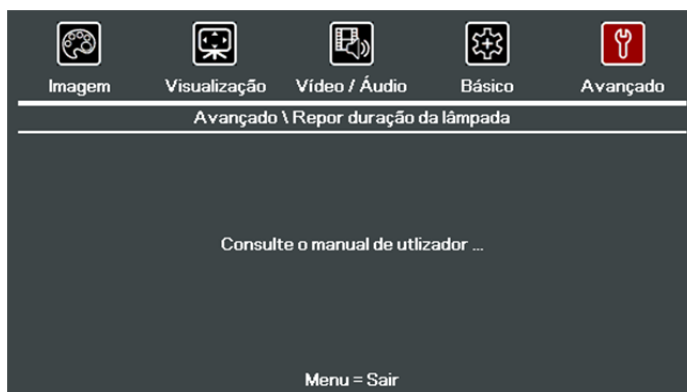 Imagem Visualização Vídeo / Áudio Básico Avançado
Avançado \ Repor duração da lâmpada
Consulte o manual de utlizador ...
Menu = Sair